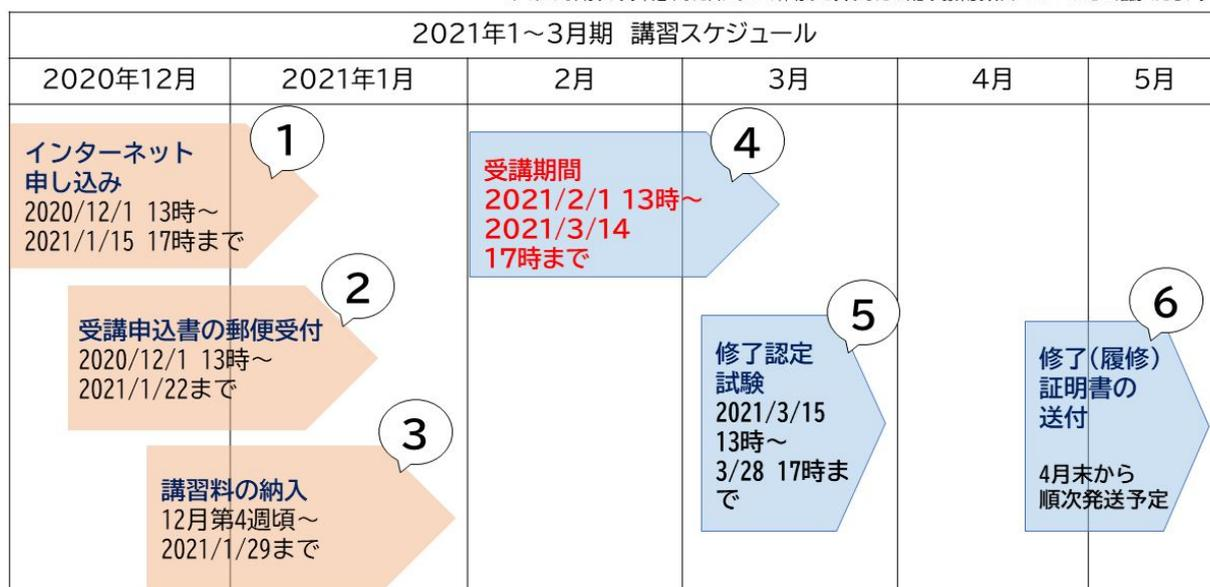 2021年1～3月期 講習スケジュール
2020年12月
2021年1月
2月
3月
4月
5月
1
インターネット
申し込み
2020/12/1 13時～
2021/1/15 17時まで
2
受講申込書の郵便受付
2020/12/1 13時～
2021/1/22まで
3
講習料の納入
12月第4週頃～
2021/1/29まで
4
受講期間
2021/2/1 13時～
2021/3/14
17時まで
5
修了認定
試験
2021/3/15
13時～
3/28 17時ま
で
6
修了(履修)
証明書の
送付
4月末から
順次発送予定